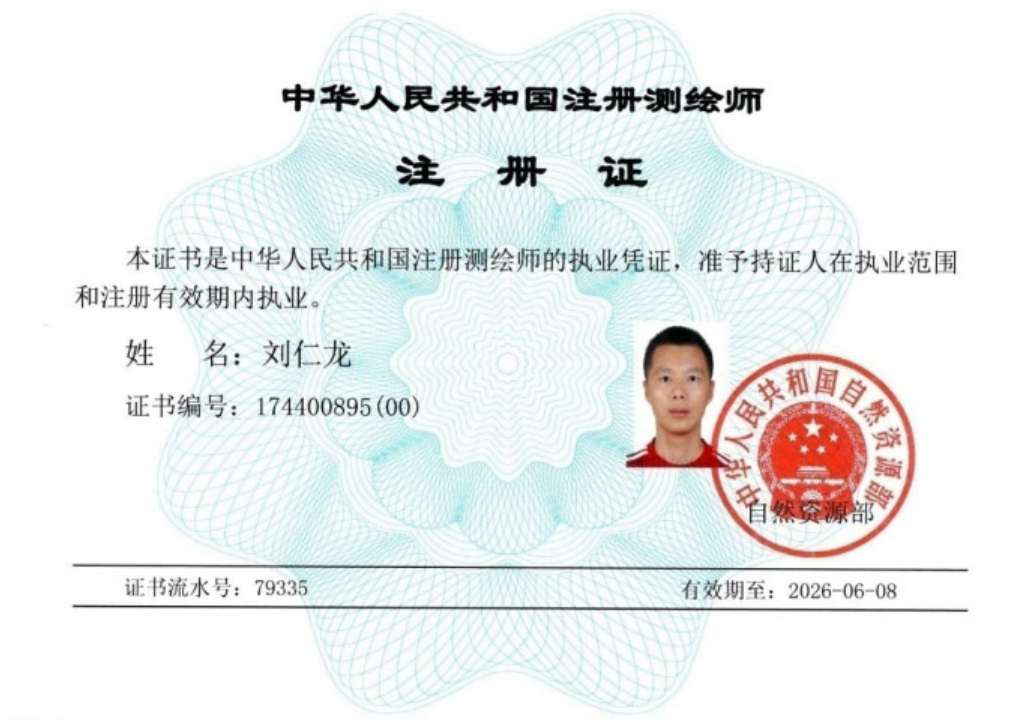 中华人民共和国注册测绘师
注 册 证
本证书是中华人民共和国注册测绘师的执业凭证，准予持证人在执业范围
和注册有效期内执业。
姓 名：刘仁龙
证书编号：174400895(00)
中华人民共和国自然资源部
自然资源部
证书流水号：79335
有效期至：2026-06-08